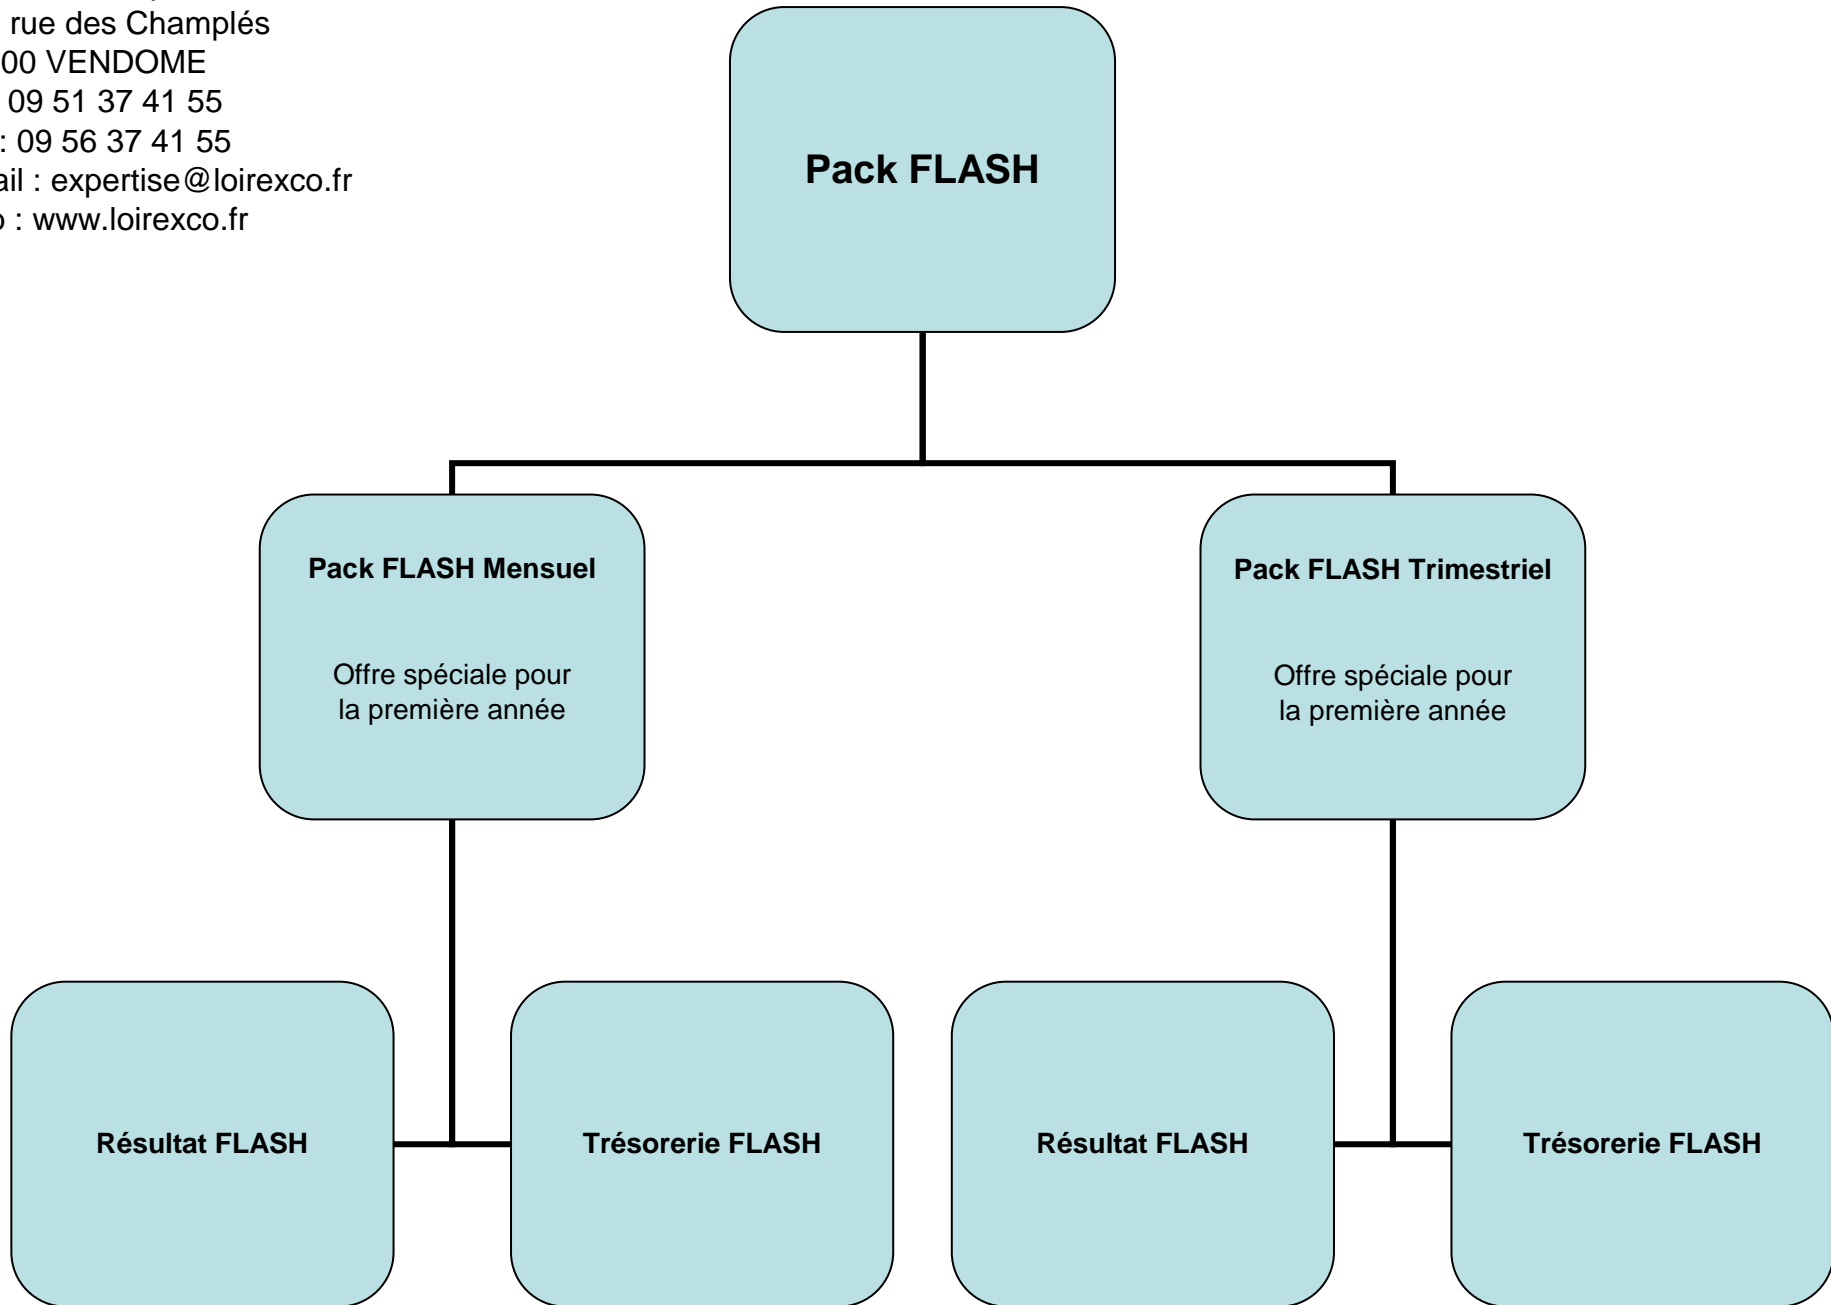 rue des Champlés
00 VENDOME
09 51 37 41 55
: 09 56 37 41 55
ail : expertise@loirexco.fr
: www.loirexco.fr
Pack FLASH
Pack FLASH Mensuel
Offre spéciale pour
la première année
Pack FLASH Trimestriel
Offre spéciale pour
la première année
Résultat FLASH
Trésorerie FLASH
Résultat FLASH
Trésorerie FLASH